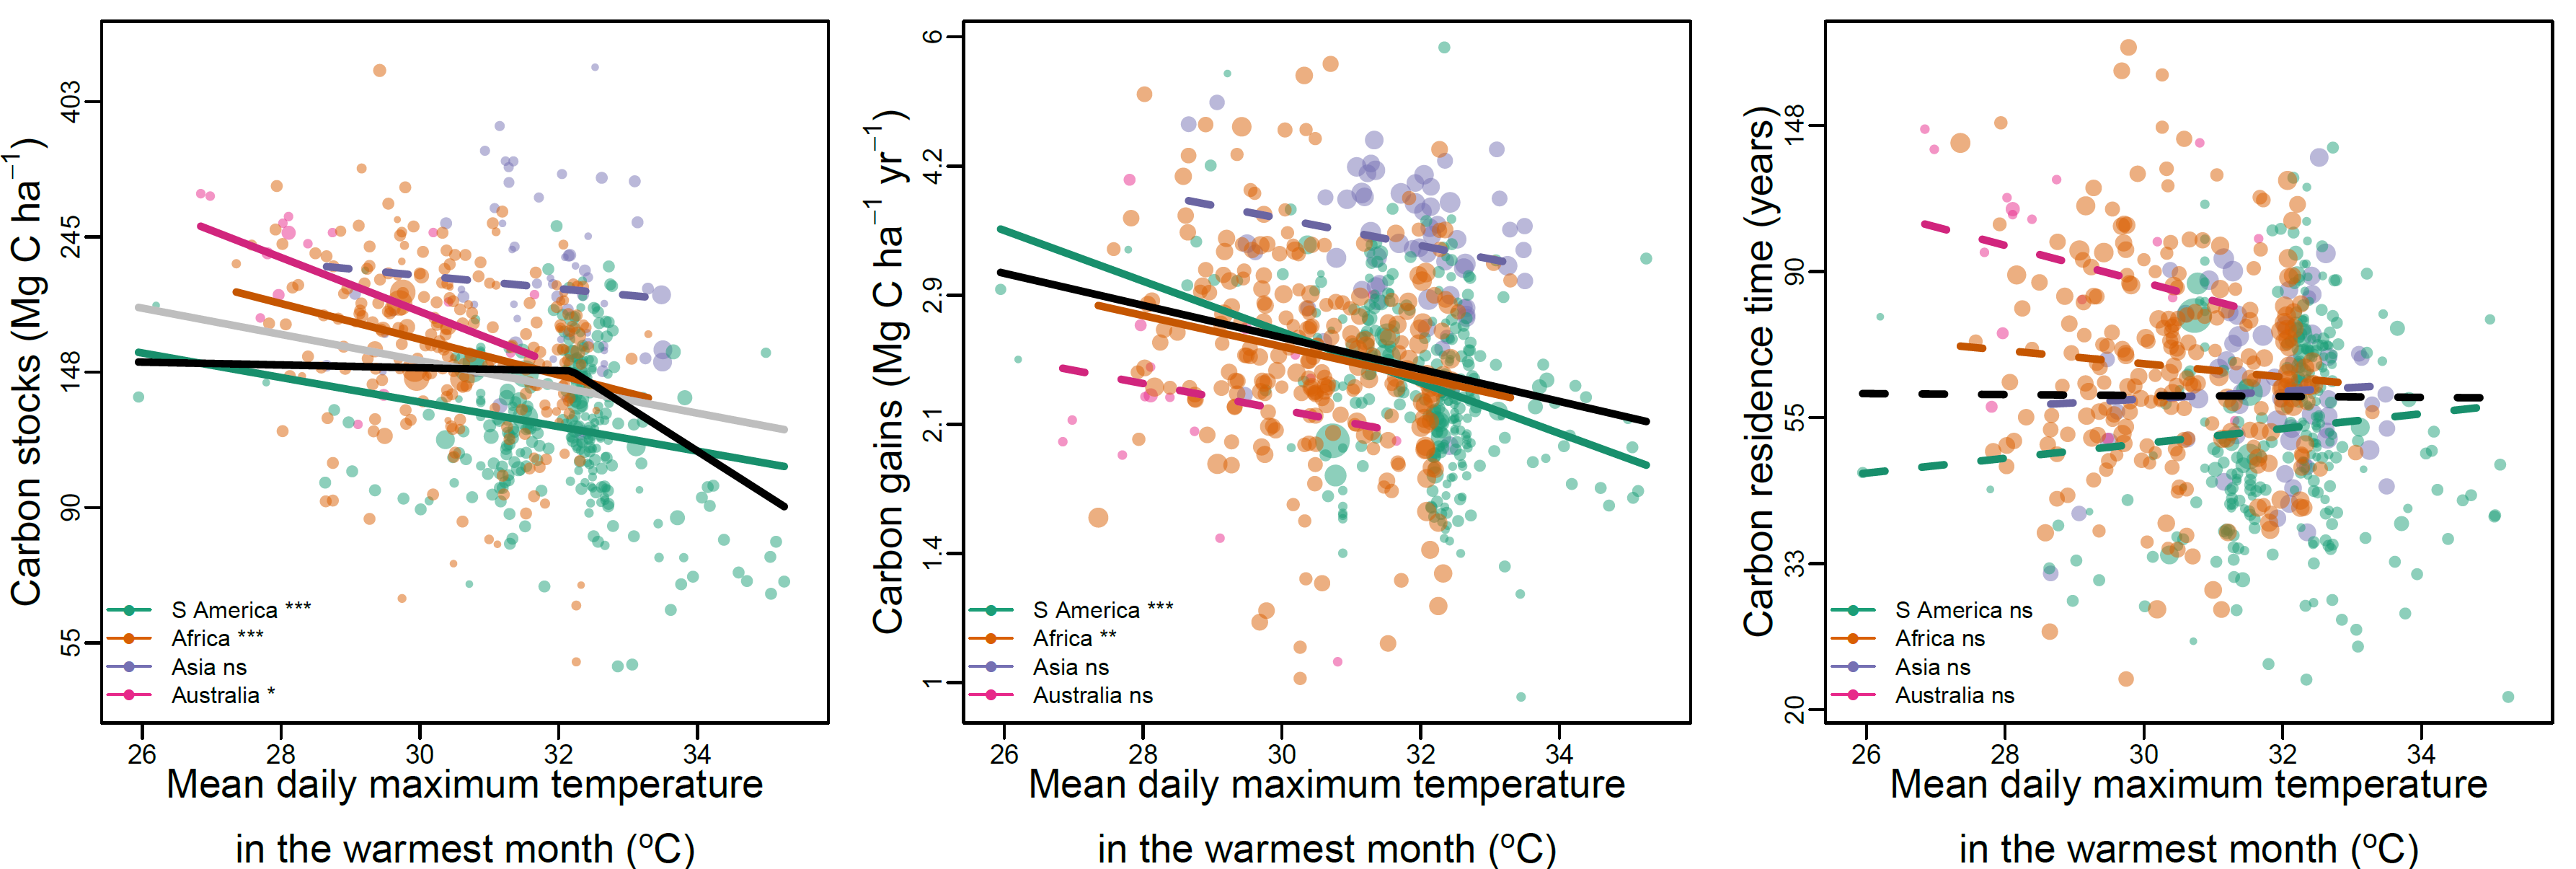 Carbon stocks (Mg C ha⁻¹)
403
245
148
90
55
S America ***
Africa ***
Asia ns
Australia *
26 28 30 32 34
Mean daily maximum temperature
in the warmest month (ºC)
Carbon gains (Mg C ha⁻¹ yr⁻¹)
6
4.2
2.9
2.1
1.4
1
S America ***
Africa **
Asia ns
Australia ns
26 28 30 32 34
Mean daily maximum temperature
in the warmest month (ºC)
Carbon residence time (years)
148
90
55
33
20
S America ns
Africa ns
Asia ns
Australia ns
26 28 30 32 34
Mean daily maximum temperature
in the warmest month (ºC)